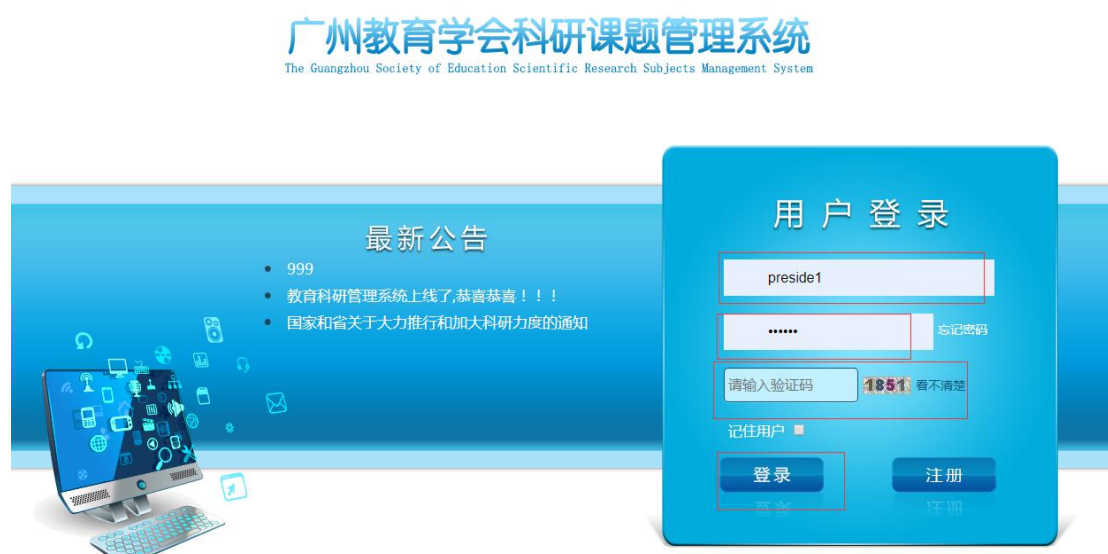 广州教育学会科研课题管理系统
The Guangzhou Society of Education Scientific Research Subjects Management System
最新公告
999
教育科研管理系统上线了,恭喜恭喜！！！
国家和省关于大力推行和加大科研力度的通知
用户登录
preside1
••••••
忘记密码
请输入验证码 1851 看不清楚
记住用户
登录 注册